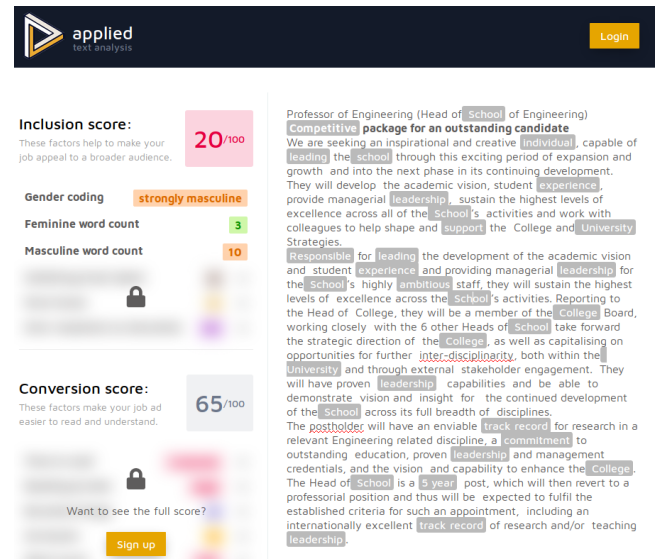 applied
text analysis
Login
Inclusion score:
These factors help to make your
job appeal to a broader audience.
20/100
Gender coding strongly masculine
Feminine word count 3
Masculine word count 10
Conversion score:
These factors make your job ad
easier to read and understand.
65/100
Want to see the full score?
Sign up
Professor of Engineering (Head of School of Engineering)
Competitive package for an outstanding candidate
We are seeking an inspirational and creative individual, capable of
leading the school through this exciting period of expansion and
growth and into the next phase in its continuing development.
They will develop the academic vision, student experience,
provide managerial leadership, sustain the highest levels of
excellence across all of the School's activities and work with
colleagues to help shape and support the College and University
Strategies.
Responsible for leading the development of the academic vision
and student experience and providing managerial leadership for
the School's highly ambitious staff, they will sustain the highest
levels of excellence across the School's activities. Reporting to
the Head of College, they will be a member of the College Board,
working closely with the 6 other Heads of School take forward
the strategic direction of the College, as well as capitalising on
opportunities for further inter-disciplinarity, both within the
University and through external stakeholder engagement. They
will have proven leadership capabilities and be able to
demonstrate vision and insight for the continued development
of the School across its full breadth of disciplines.
The postholder will have an enviable track record for research in a
relevant Engineering related discipline, a commitment to
outstanding education, proven leadership and management
credentials, and the vision and capability to enhance the College.
The Head of School is a 5 year post, which will then revert to a
professorial position and thus will be expected to fulfil the
established criteria for such an appointment, including an
internationally excellent track record of research and/or teaching
leadership.